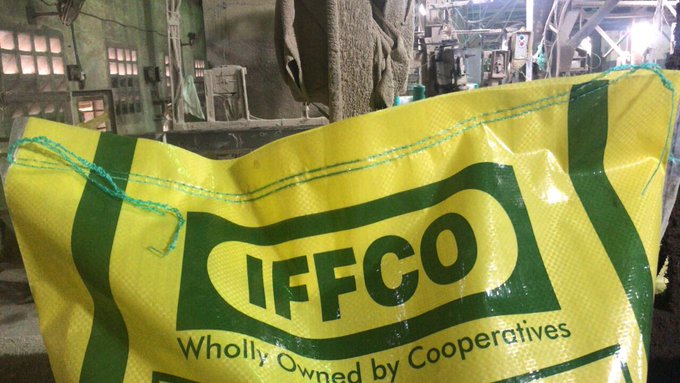 IFFCO
Wholly Owned by Cooperatives